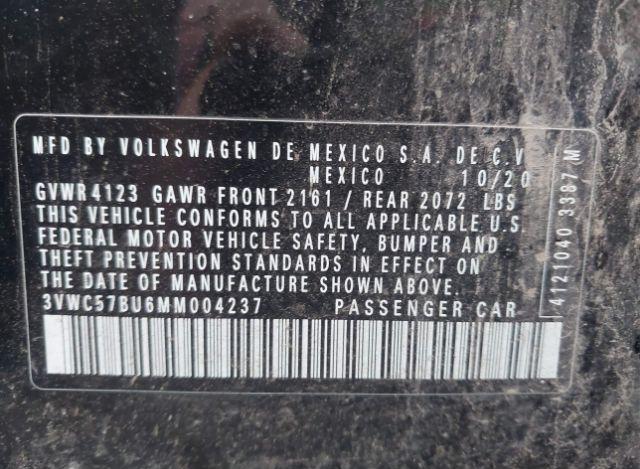 MFD BY VOLKSWAGEN DE MEXICO S.A. DE C.V
MEXICO 10/20
GVWR4123 GAWR FRONT 2161 / REAR 2072 LBS
THIS VEHICLE CONFORMS TO ALL APPLICABLE U.S.
FEDERAL MOTOR VEHICLE SAFETY, BUMPER AND
THEFT PREVENTION STANDARDS IN EFFECT ON
THE DATE OF MANUFACTURE SHOWN ABOVE.
3VWC57BU6MM004237 PASSENGER CAR
4121040 3387 M